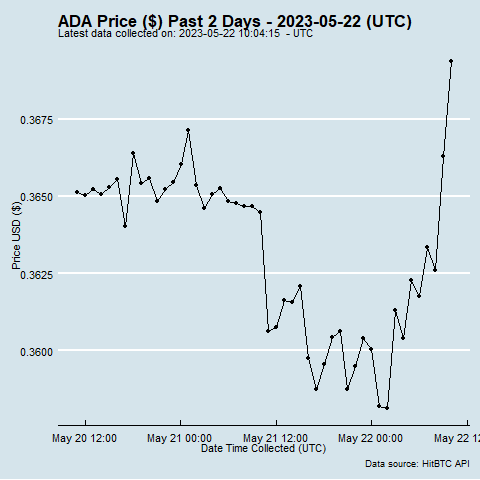 ADA Price ($) Past 2 Days - 2023-05-22 (UTC)
Latest data collected on: 2023-05-22 10:04:15  - UTC
Price USD ($)
0.3675
0.3650
0.3625
0.3600
May 20 12:00 May 21 00:00 May 21 12:00 May 22 00:00 May 22 12
Date Time Collected (UTC)
Data source: HitBTC API